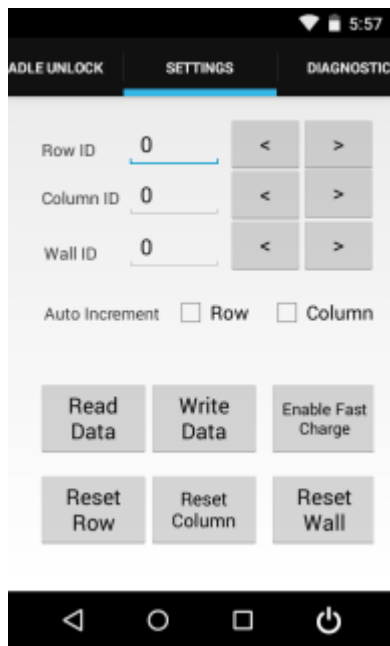 5:57
ADLE UNLOCK SETTINGS DIAGNOSTIC
Row ID 0 < >
Column ID 0 < >
Wall ID 0 < >
Auto Increment Row Column
Read Data
Write Data
Enable Fast Charge
Reset Row
Reset Column
Reset Wall